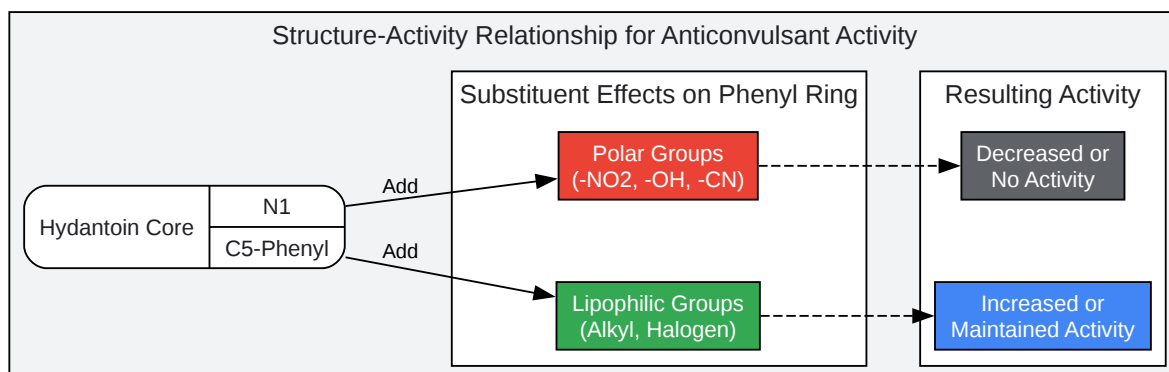 Structure-Activity Relationship for Anticonvulsant Activity
Substituent Effects on Phenyl Ring
Resulting Activity
Hydantoin Core
N1
C5-Phenyl
Add
Add
Polar Groups
(-NO2, -OH, -CN)
Decreased or
No Activity
Lipophilic Groups
(Alkyl, Halogen)
Increased or
Maintained Activity